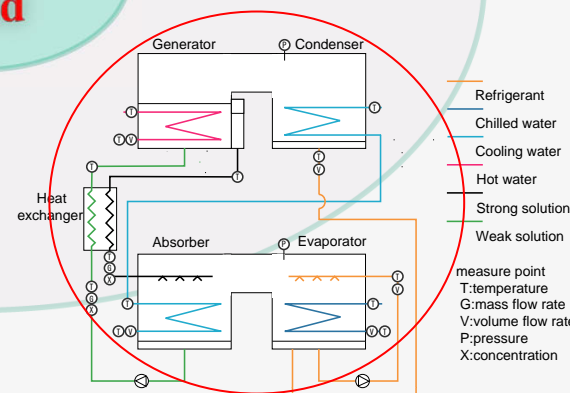 d
Generator
P
Condenser
T
T
T V
T
V
T
T
Heat
exchanger
T
G
X
T
G
X
Absorber
P
Evaporator
T
V
T
T
T V
V T
Refrigerant
Chilled water
Cooling water
Hot water
Strong solution
Weak solution
measure point
T:temperature
G:mass flow rate
V:volume flow rate
P:pressure
X:concentration